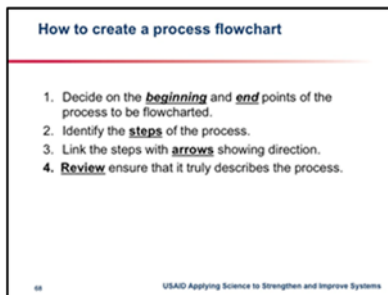 How to create a process flowchart
1. Decide on the beginning and end points of the
process to be flowcharted.
2. Identify the steps of the process.
3. Link the steps with arrows showing direction.
4. Review ensure that it truly describes the process.
68 USAID Applying Science to Strengthen and Improve Systems